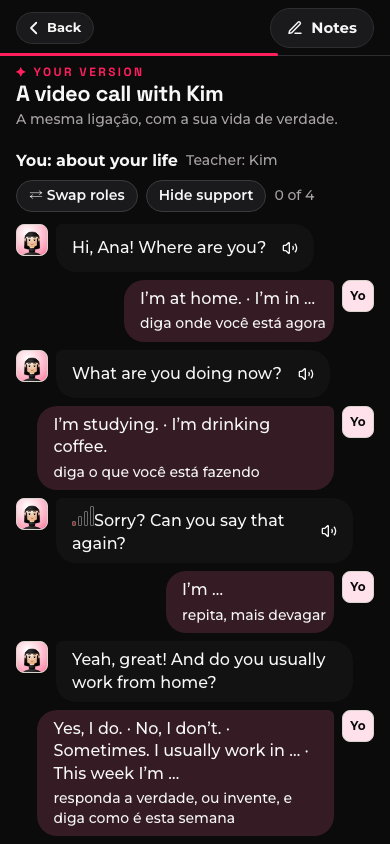 Back
Notes
YOUR VERSION
A video call with Kim
A mesma ligação, com a sua vida de verdade.
You: about your life Teacher: Kim
Swap roles Hide support 0 of 4
Hi, Ana! Where are you?
I'm at home. · I'm in ...
diga onde você está agora
Yo
What are you doing now?
I'm studying. · I'm drinking
coffee.
diga o que você está fazendo
Yo
Sorry? Can you say that
again?
I'm ...
repita, mais devagar
Yo
Yeah, great! And do you usually
work from home?
Yes, I do. · No, I don't. ·
Sometimes. I usually work in ... ·
This week I'm ...
responda a verdade, ou invente, e
diga como é esta semana
Yo